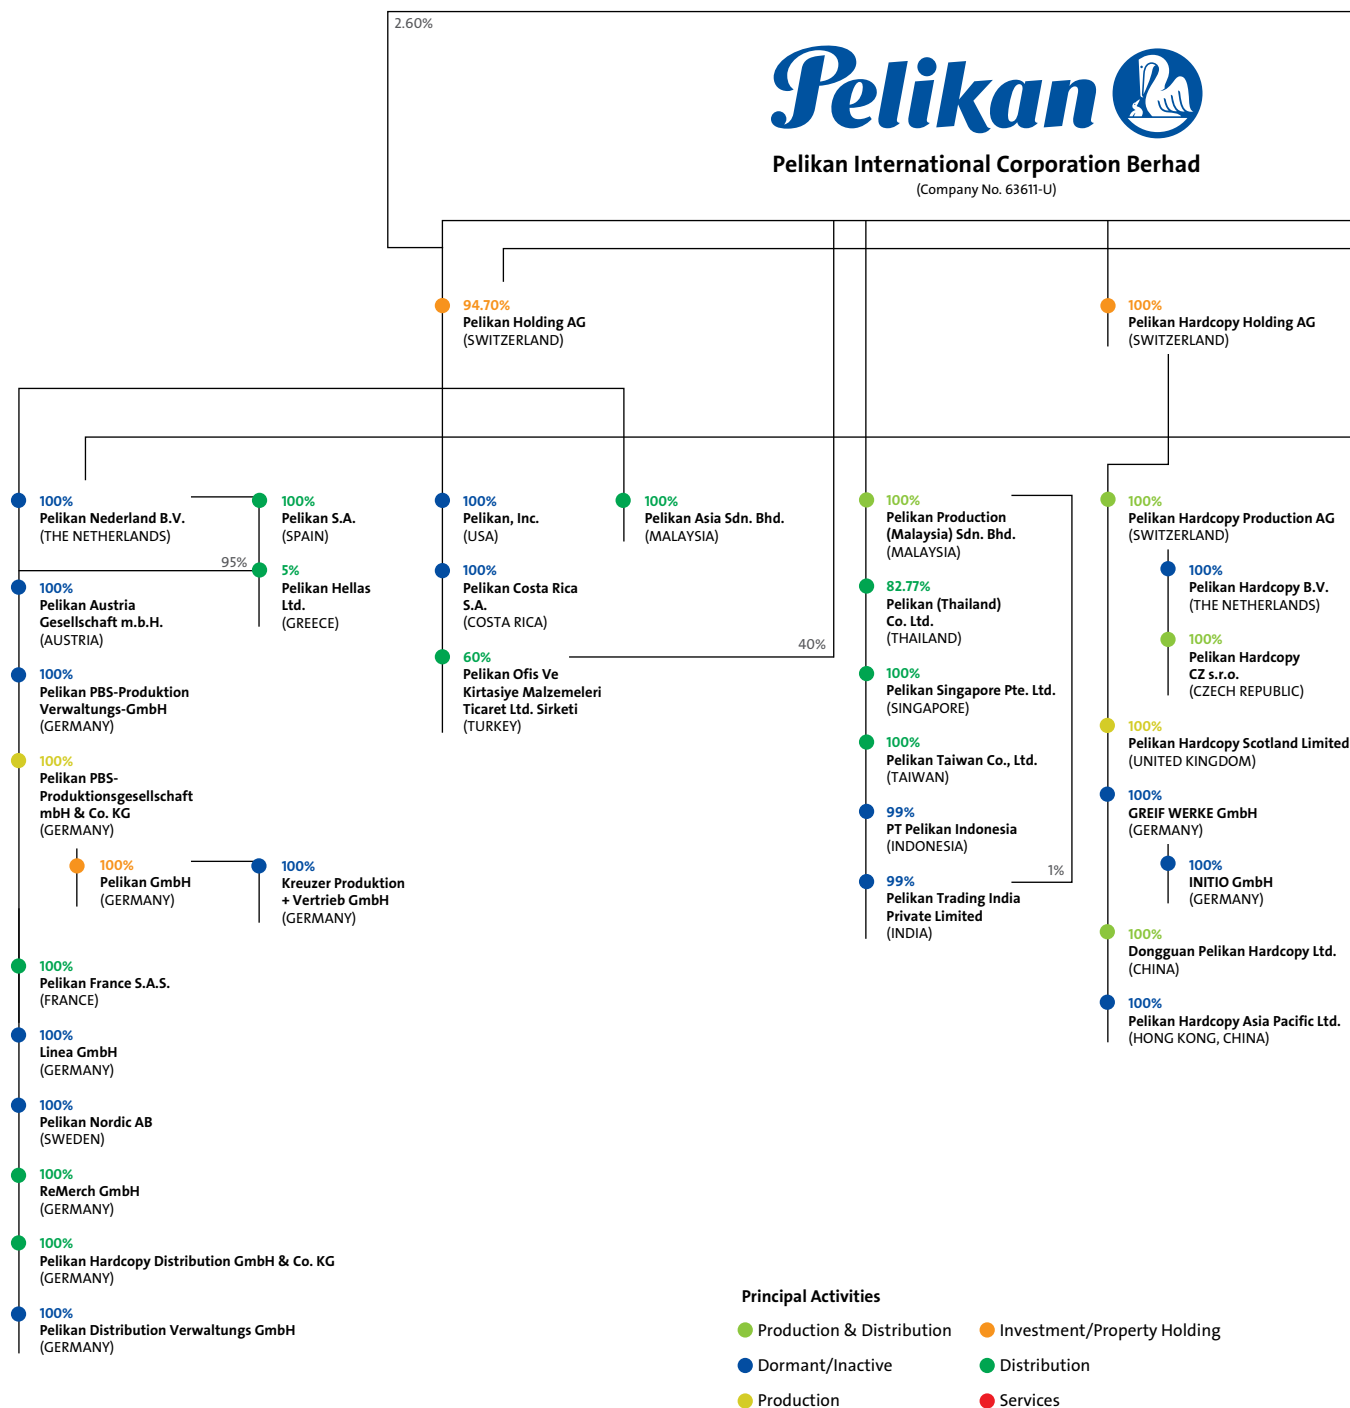 2.60%
Pelikan
Pelikan International Corporation Berhad
(Company No. 63611-U)
94.70%
Pelikan Holding AG
(SWITZERLAND)
100%
Pelikan Hardcopy Holding AG
(SWITZERLAND)
100%
Pelikan Nederland B.V.
(THE NETHERLANDS)
100%
Pelikan S.A.
(SPAIN)
95%
5%
Pelikan Hellas
Ltd.
(GREECE)
100%
Pelikan Austria
Gesellschaft m.b.H.
(AUSTRIA)
100%
Pelikan PBS-Produktion
Verwaltungs-GmbH
(GERMANY)
100%
Pelikan PBS-
Produktionsgesellschaft
mbH & Co. KG
(GERMANY)
100%
Pelikan GmbH
(GERMANY)
100%
Kreuzer Produktion
+ Vertrieb GmbH
(GERMANY)
100%
Pelikan France S.A.S.
(FRANCE)
100%
Linea GmbH
(GERMANY)
100%
Pelikan Nordic AB
(SWEDEN)
100%
ReMerch GmbH
(GERMANY)
100%
Pelikan Hardcopy Distribution GmbH & Co. KG
(GERMANY)
100%
Pelikan Distribution Verwaltungs GmbH
(GERMANY)
100%
Pelikan, Inc.
(USA)
100%
Pelikan Costa Rica
S.A.
(COSTA RICA)
60%
Pelikan Ofis Ve
Kirtasiye Malzemeleri
Ticaret Ltd. Sirketi
(TURKEY)
40%
100%
Pelikan Asia Sdn. Bhd.
(MALAYSIA)
100%
Pelikan Production
(Malaysia) Sdn. Bhd.
(MALAYSIA)
82.77%
Pelikan (Thailand)
Co. Ltd.
(THAILAND)
100%
Pelikan Singapore Pte. Ltd.
(SINGAPORE)
100%
Pelikan Taiwan Co., Ltd.
(TAIWAN)
99%
PT Pelikan Indonesia
(INDONESIA)
1%
99%
Pelikan Trading India
Private Limited
(INDIA)
100%
Pelikan Hardcopy Production AG
(SWITZERLAND)
100%
Pelikan Hardcopy B.V.
(THE NETHERLANDS)
100%
Pelikan Hardcopy
CZ s.r.o.
(CZECH REPUBLIC)
100%
Pelikan Hardcopy Scotland Limited
(UNITED KINGDOM)
100%
GREIF WERKE GmbH
(GERMANY)
100%
INITIO GmbH
(GERMANY)
100%
Dongguan Pelikan Hardcopy Ltd.
(CHINA)
100%
Pelikan Hardcopy Asia Pacific Ltd.
(HONG KONG, CHINA)
Principal Activities
Production & Distribution
Investment/Property Holding
Dormant/Inactive
Distribution
Production
Services